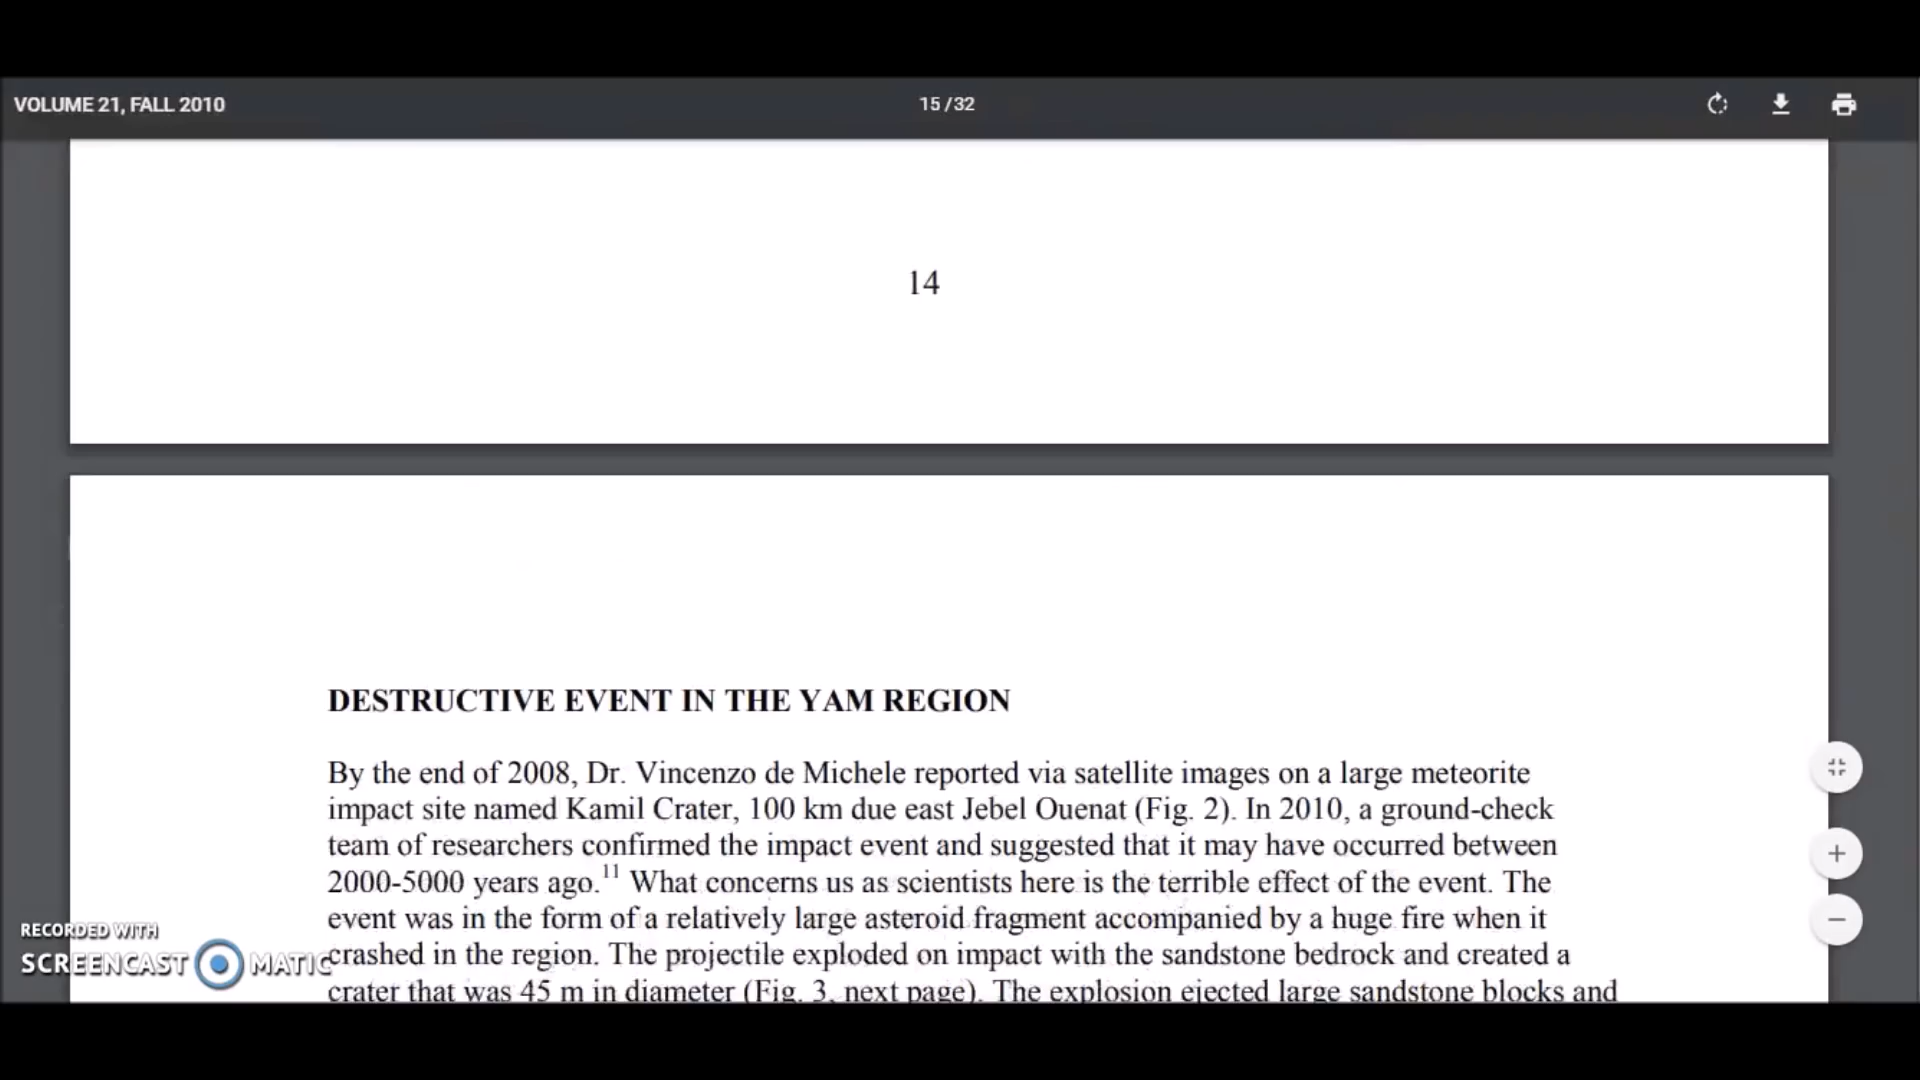 VOLUME 21, FALL 2010
15 / 32
14
DESTRUCTIVE EVENT IN THE YAM REGION
By the end of 2008, Dr. Vincenzo de Michele reported via satellite images on a large meteorite
impact site named Kamil Crater, 100 km due east Jebel Ouenat (Fig. 2). In 2010, a ground-check
team of researchers confirmed the impact event and suggested that it may have occurred between
2000-5000 years ago.11 What concerns us as scientists here is the terrible effect of the event. The
event was in the form of a relatively large asteroid fragment accompanied by a huge fire when it
crashed in the region. The projectile exploded on impact with the sandstone bedrock and created a
crater that was 45 m in diameter (Fig. 3, next page). The explosion ejected large sandstone blocks and
RECORDED WITH
SCREENCAST MATIC